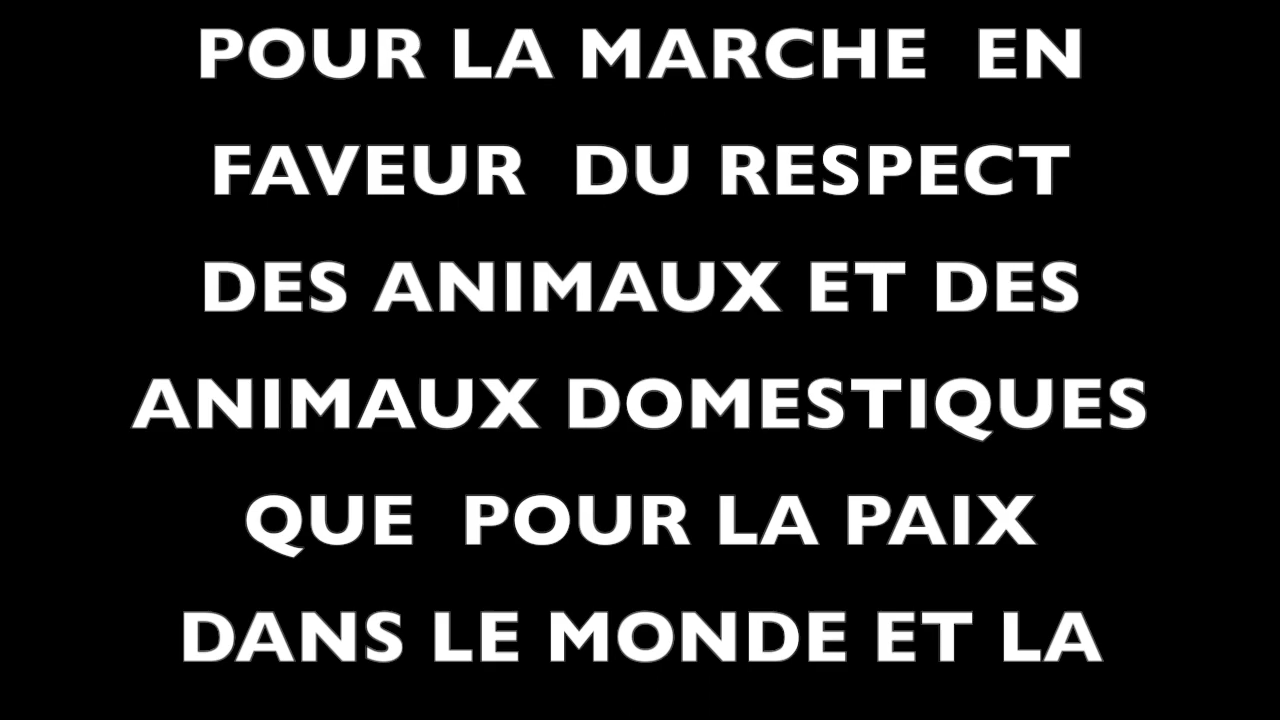 POUR LA MARCHE  EN
FAVEUR  DU RESPECT
DES ANIMAUX ET DES
ANIMAUX DOMESTIQUES
QUE  POUR LA PAIX
DANS LE MONDE ET LA